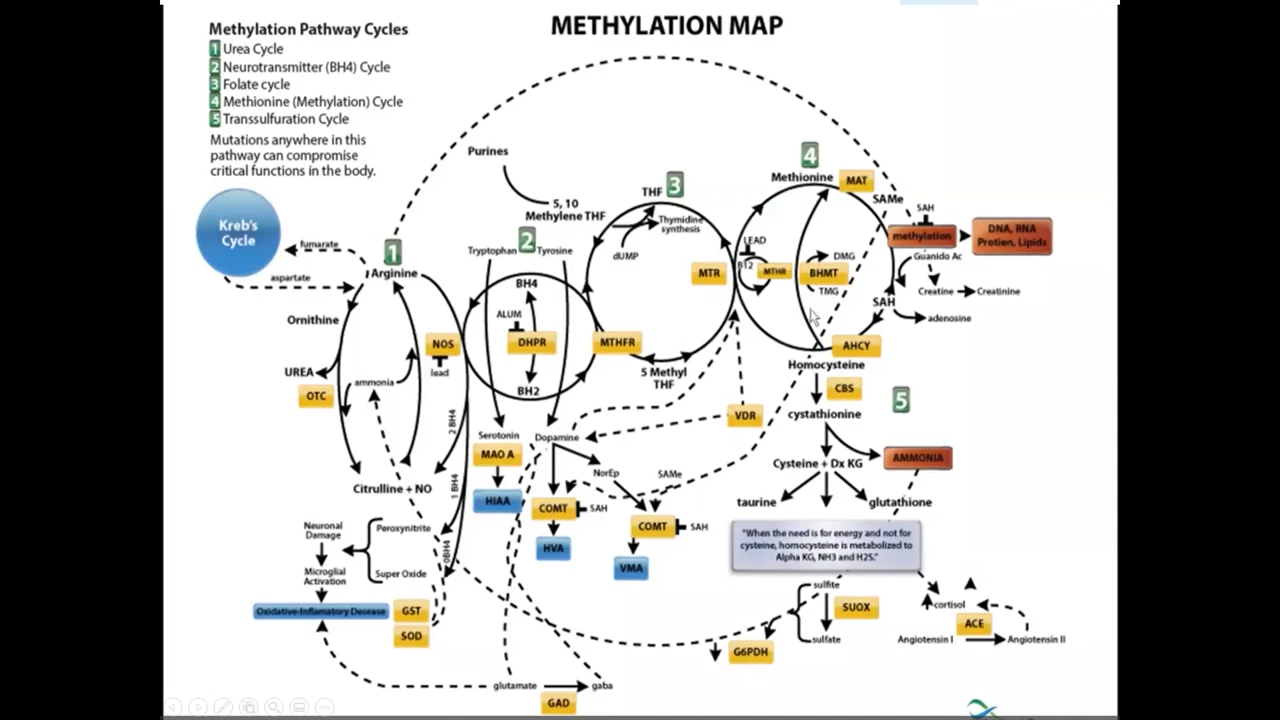 METHYLATION MAP
Methylation Pathway Cycles
1 Urea Cycle
2 Neurotransmitter (BH4) Cycle
3 Folate cycle
4 Methionine (Methylation) Cycle
5 Transsulfuration Cycle
Mutations anywhere in this
pathway can compromise
critical functions in the body.
Kreb's
Cycle
fumarate
aspartate
1
Arginine
Ornithine
UREA
OTC
ammonia
NOS
lead
Citrulline + NO
2 BH4
1 BH4
0BH4
Purines
5, 10
Methylene THF
2
Tryptophan
Tyrosine
BH4
ALUM
DHPR
BH2
MTHFR
THF
3
Thymidine
synthesis
dUMP
MTR
5 Methyl
THF
4
Methionine
MAT
SAMe
LEAD
B12
MTHR
DMG
BHMT
TMG
SAH
methylation
DNA, RNA
Protien, Lipids
Guanido Ac
Creatine
Creatinine
SAH
adenosine
AHCY
Homocysteine
CBS
cystathionine
5
AMMONIA
Cysteine + Dx KG
taurine
glutathione
"When the need is for energy and not for
cysteine, homocysteine is metabolized to
Alpha KG, NH3 and H2S."
VDR
Serotonin
MAO A
HIAA
Dopamine
NorEp
SAMe
COMT
SAH
HVA
COMT
SAH
VMA
Neuronal
Damage
Peroxynitrite
Microglial
Activation
Super Oxide
Oxidative-Inflamatory Disease
GST
SOD
glutamate
gaba
GAD
sulfite
SUOX
sulfate
G6PDH
cortisol
ACE
Angiotensin I
Angiotensin II